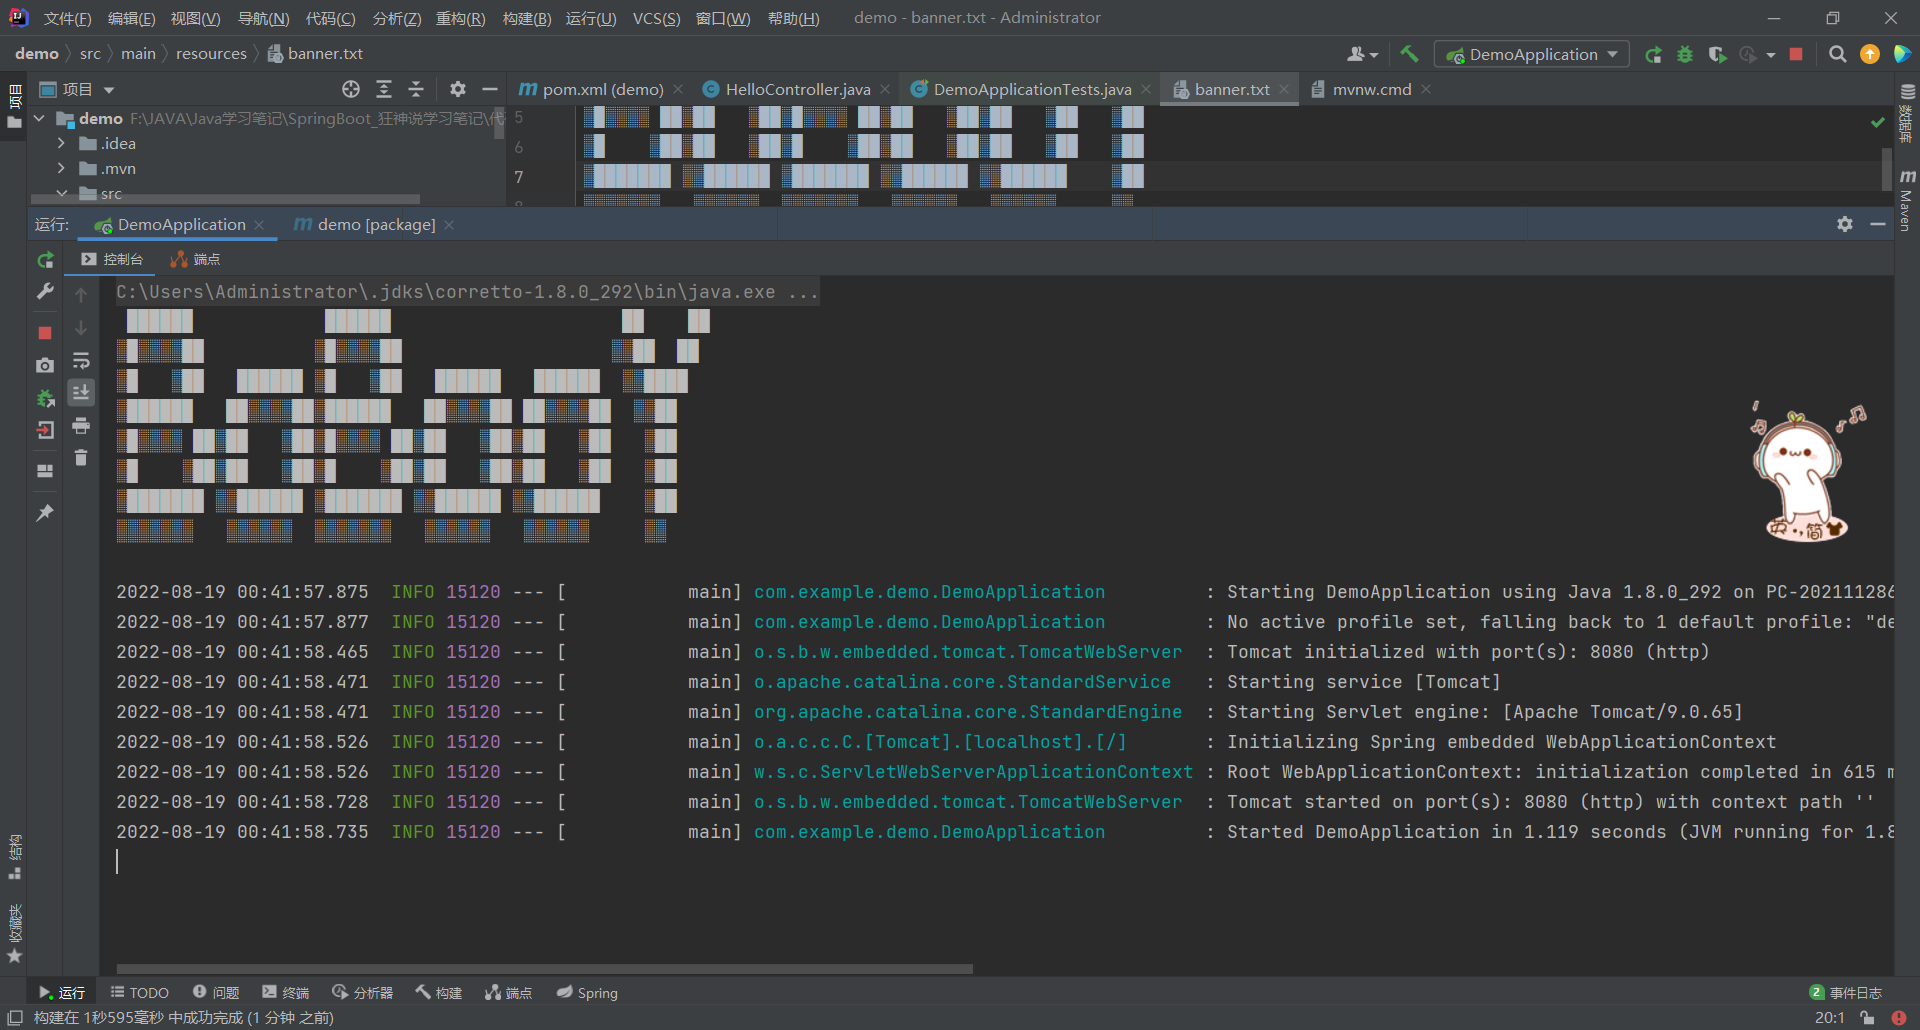 文件(F) 编辑(E) 视图(V) 导航(N) 代码(C) 分析(Z) 重构(R) 构建(B) 运行(U) VCS(S) 窗口(W) 帮助(H) demo - banner.txt - Administrator
demo src main resources banner.txt DemoApplication
项目 项目 pom.xml (demo) HelloController.java DemoApplicationTests.java banner.txt mvnw.cmd
demo F:\JAVA\Java学习笔记\SpringBoot_狂神说学习笔记\代 5 数据库
.idea 6
.mvn 7
src 8 Maven
运行: DemoApplication demo [package]
控制台 端点
C:\Users\Administrator\.jdks\corretto-1.8.0_292\bin\java.exe ...
英 ·, 简
2022-08-19 00:41:57.875  INFO 15120 --- [           main] com.example.demo.DemoApplication         : Starting DemoApplication using Java 1.8.0_292 on PC-202111286
2022-08-19 00:41:57.877  INFO 15120 --- [           main] com.example.demo.DemoApplication         : No active profile set, falling back to 1 default profile: "de
2022-08-19 00:41:58.465  INFO 15120 --- [           main] o.s.b.w.embedded.tomcat.TomcatWebServer  : Tomcat initialized with port(s): 8080 (http)
2022-08-19 00:41:58.471  INFO 15120 --- [           main] o.apache.catalina.core.StandardService   : Starting service [Tomcat]
2022-08-19 00:41:58.471  INFO 15120 --- [           main] org.apache.catalina.core.StandardEngine  : Starting Servlet engine: [Apache Tomcat/9.0.65]
2022-08-19 00:41:58.526  INFO 15120 --- [           main] o.a.c.c.C.[Tomcat].[localhost].[/]       : Initializing Spring embedded WebApplicationContext
2022-08-19 00:41:58.526  INFO 15120 --- [           main] w.s.c.ServletWebServerApplicationContext : Root WebApplicationContext: initialization completed in 615 m
2022-08-19 00:41:58.728  INFO 15120 --- [           main] o.s.b.w.embedded.tomcat.TomcatWebServer  : Tomcat started on port(s): 8080 (http) with context path ''
2022-08-19 00:41:58.735  INFO 15120 --- [           main] com.example.demo.DemoApplication         : Started DemoApplication in 1.119 seconds (JVM running for 1.8
结构
收藏夹
运行 TODO 问题 终端 分析器 构建 端点 Spring 2 事件日志
构建在 1秒595毫秒 中成功完成 (1 分钟 之前) 20:1